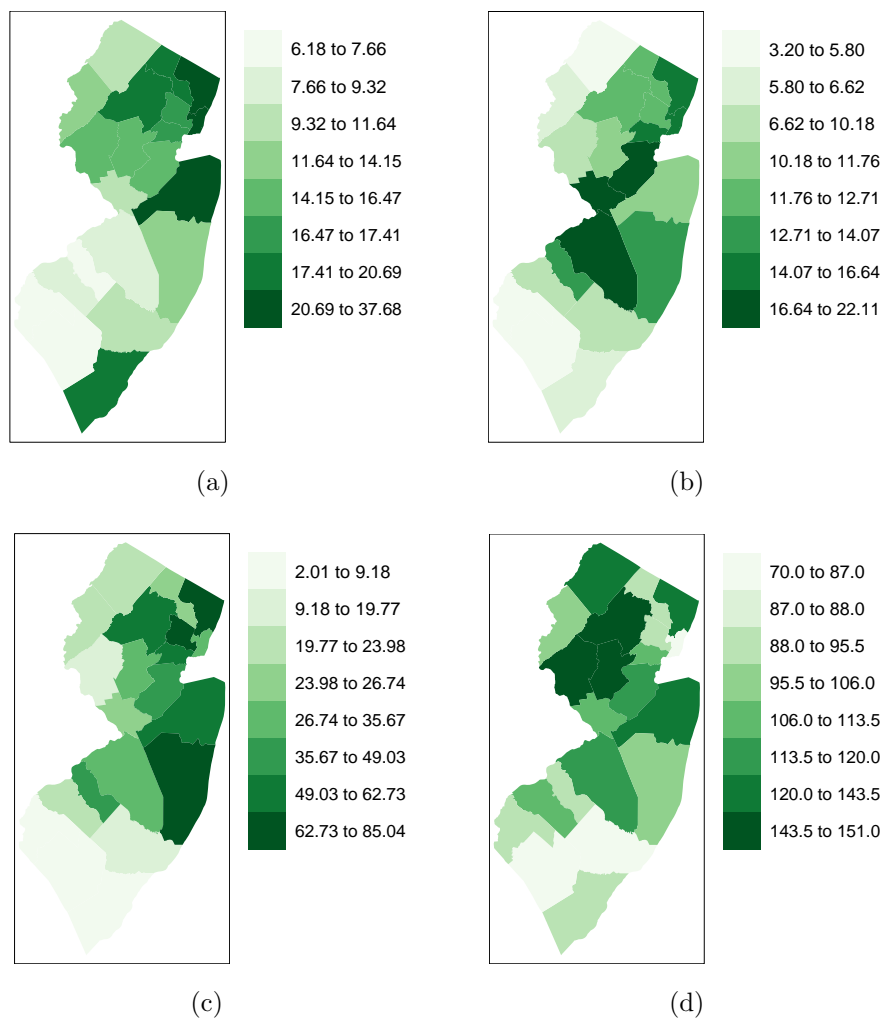 6.18 to 7.66
7.66 to 9.32
9.32 to 11.64
11.64 to 14.15
14.15 to 16.47
16.47 to 17.41
17.41 to 20.69
20.69 to 37.68
(a)
3.20 to 5.80
5.80 to 6.62
6.62 to 10.18
10.18 to 11.76
11.76 to 12.71
12.71 to 14.07
14.07 to 16.64
16.64 to 22.11
(b)
2.01 to 9.18
9.18 to 19.77
19.77 to 23.98
23.98 to 26.74
26.74 to 35.67
35.67 to 49.03
49.03 to 62.73
62.73 to 85.04
(c)
70.0 to 87.0
87.0 to 88.0
88.0 to 95.5
95.5 to 106.0
106.0 to 113.5
113.5 to 120.0
120.0 to 143.5
143.5 to 151.0
(d)